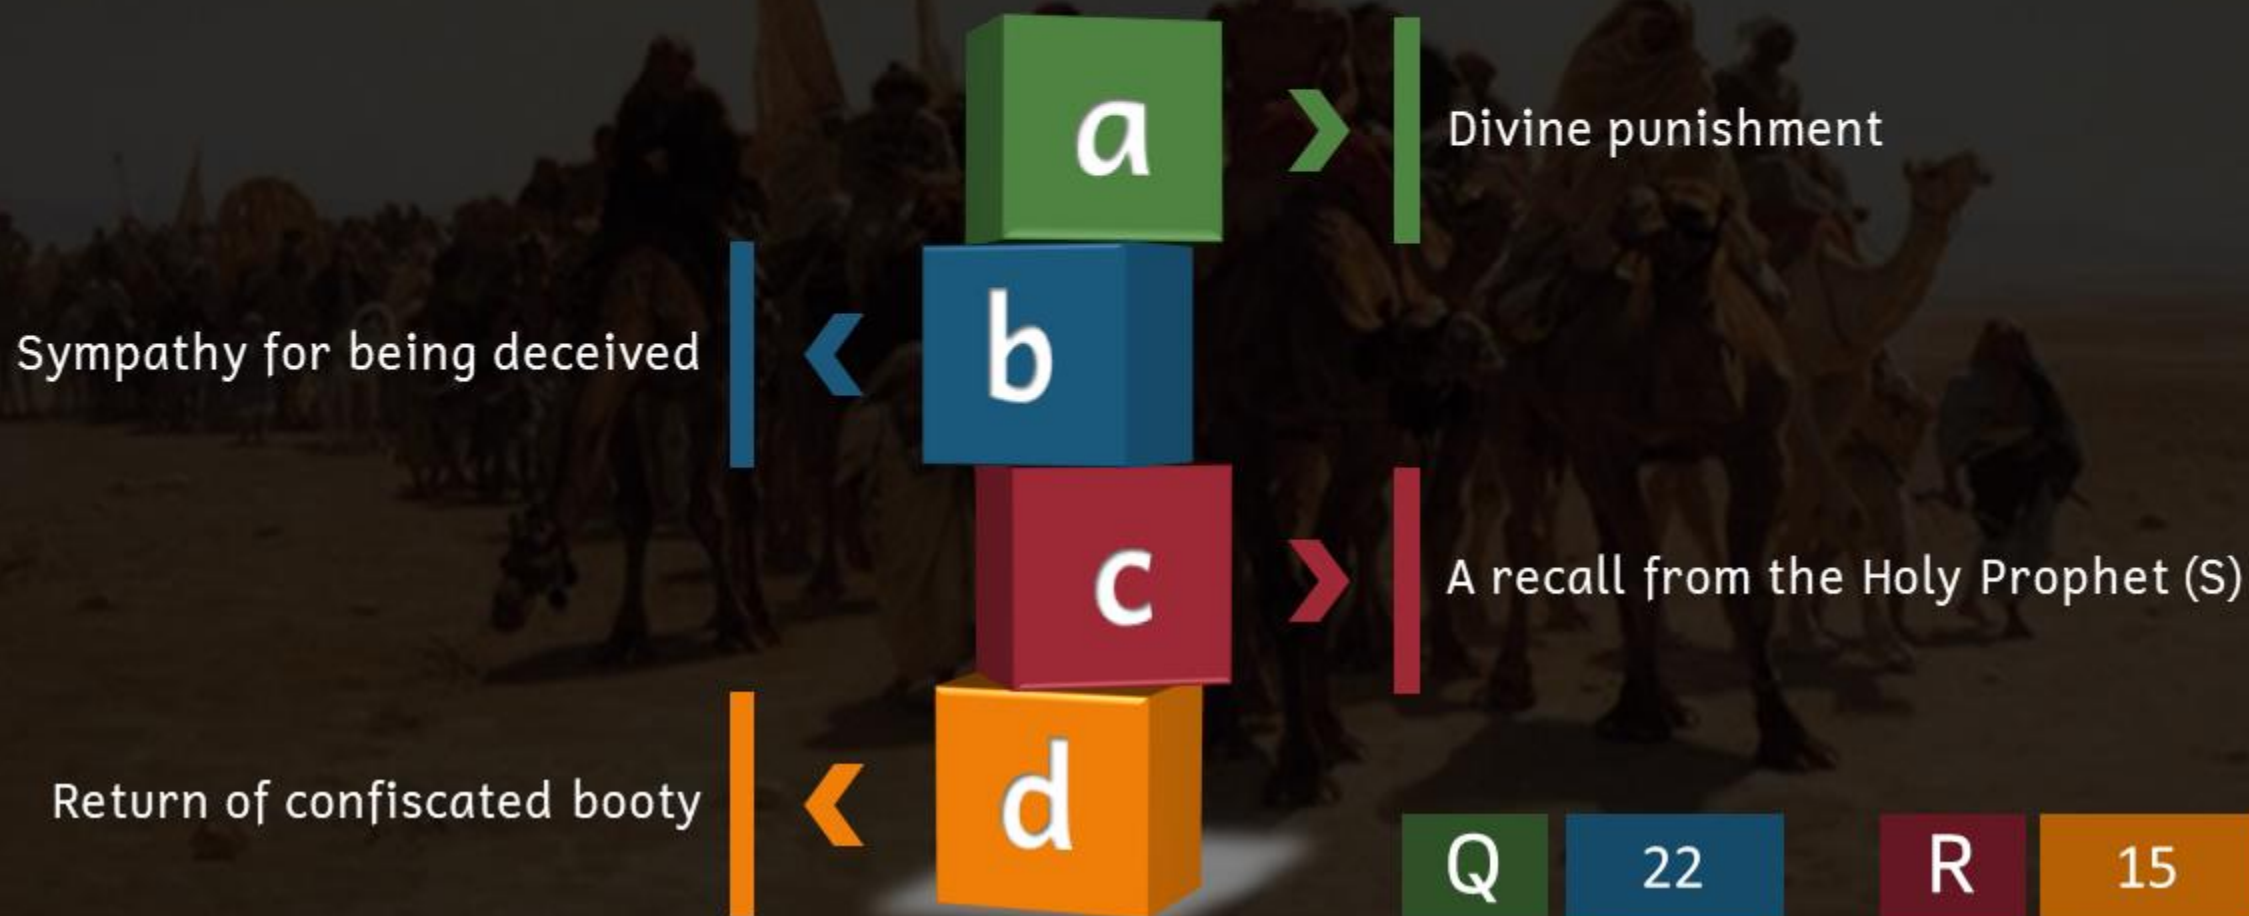 a
Divine punishment
b
Sympathy for being deceived
c
A recall from the Holy Prophet (S)
d
Return of confiscated booty
Q 22 R 15